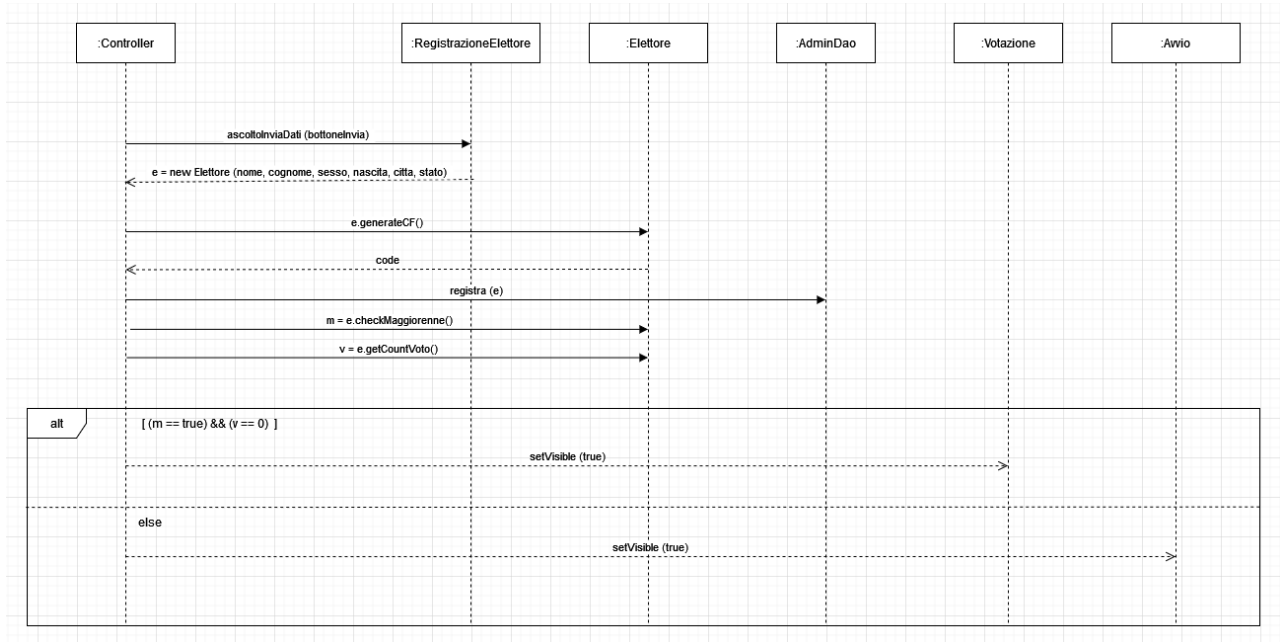 :Controller
:RegistrazioneElettore
:Elettore
:AdminDao
:Votazione
:Avvio
ascoltoInviaDati (bottoneInvia)
e = new Elettore (nome, cognome, sesso, nascita, citta, stato)
e.generateCF()
code
registra (e)
m = e.checkMaggiorenne()
v = e.getCountVoto()
alt
[ (m == true) && (v == 0) ]
setVisible (true)
else
setVisible (true)